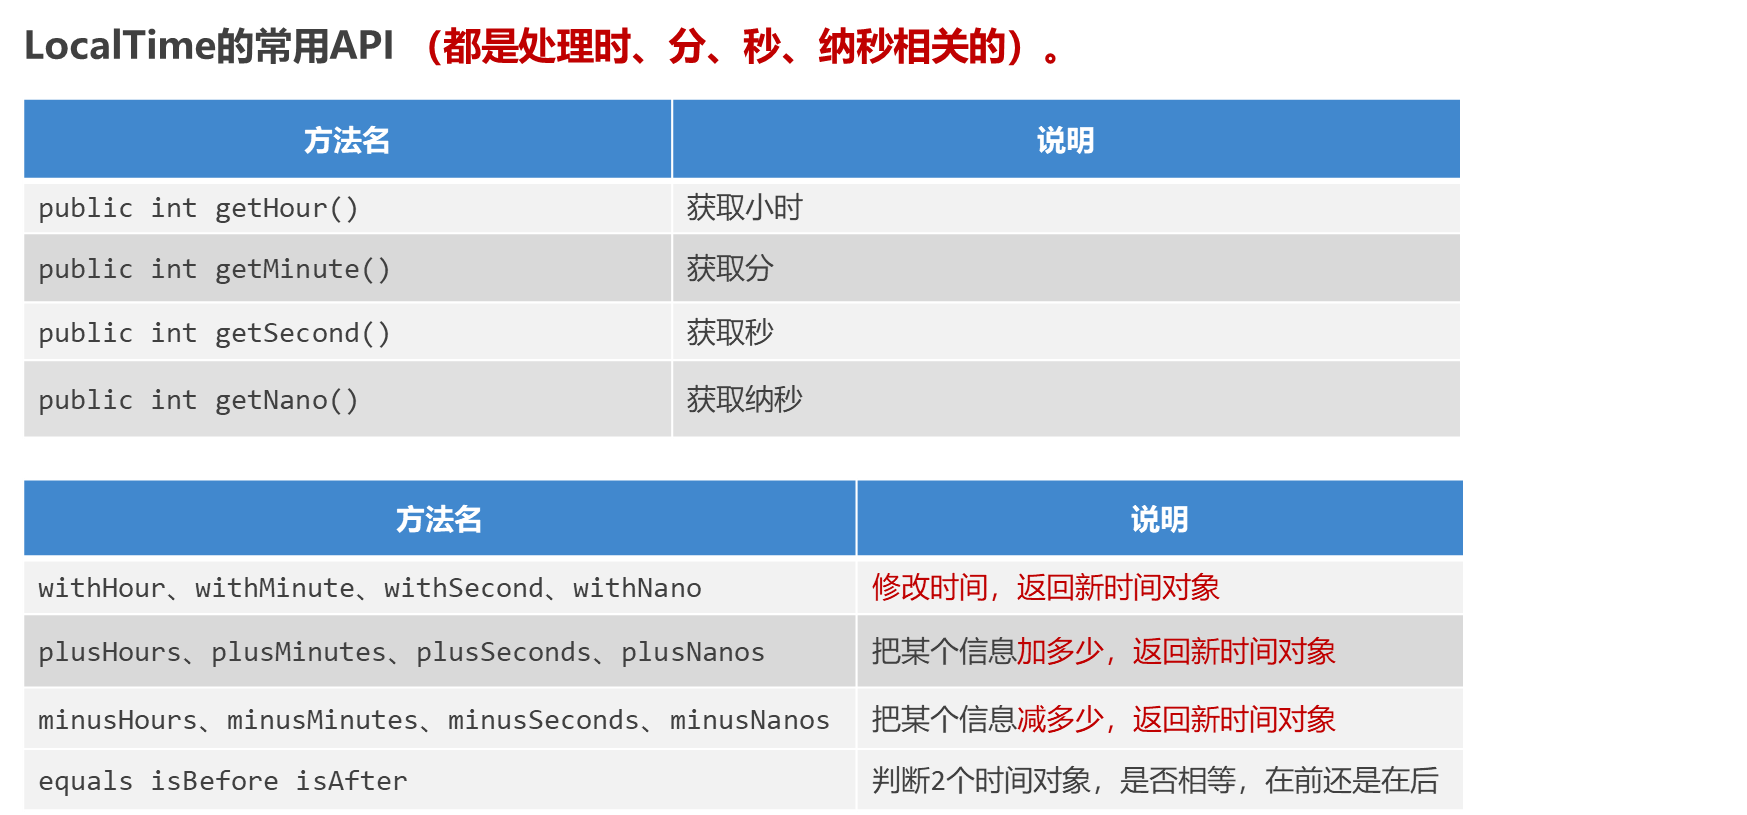 LocalTime的常用API （都是处理时、分、秒、纳秒相关的）。
方法名 说明
public int getHour() 获取小时
public int getMinute() 获取分
public int getSecond() 获取秒
public int getNano() 获取纳秒
方法名 说明
withHour、withMinute、withSecond、withNano 修改时间，返回新时间对象
plusHours、plusMinutes、plusSeconds、plusNanos 把某个信息加多少，返回新时间对象
minusHours、minusMinutes、minusSeconds、minusNanos 把某个信息减多少，返回新时间对象
equals isBefore isAfter 判断2个时间对象，是否相等，在前还是在后